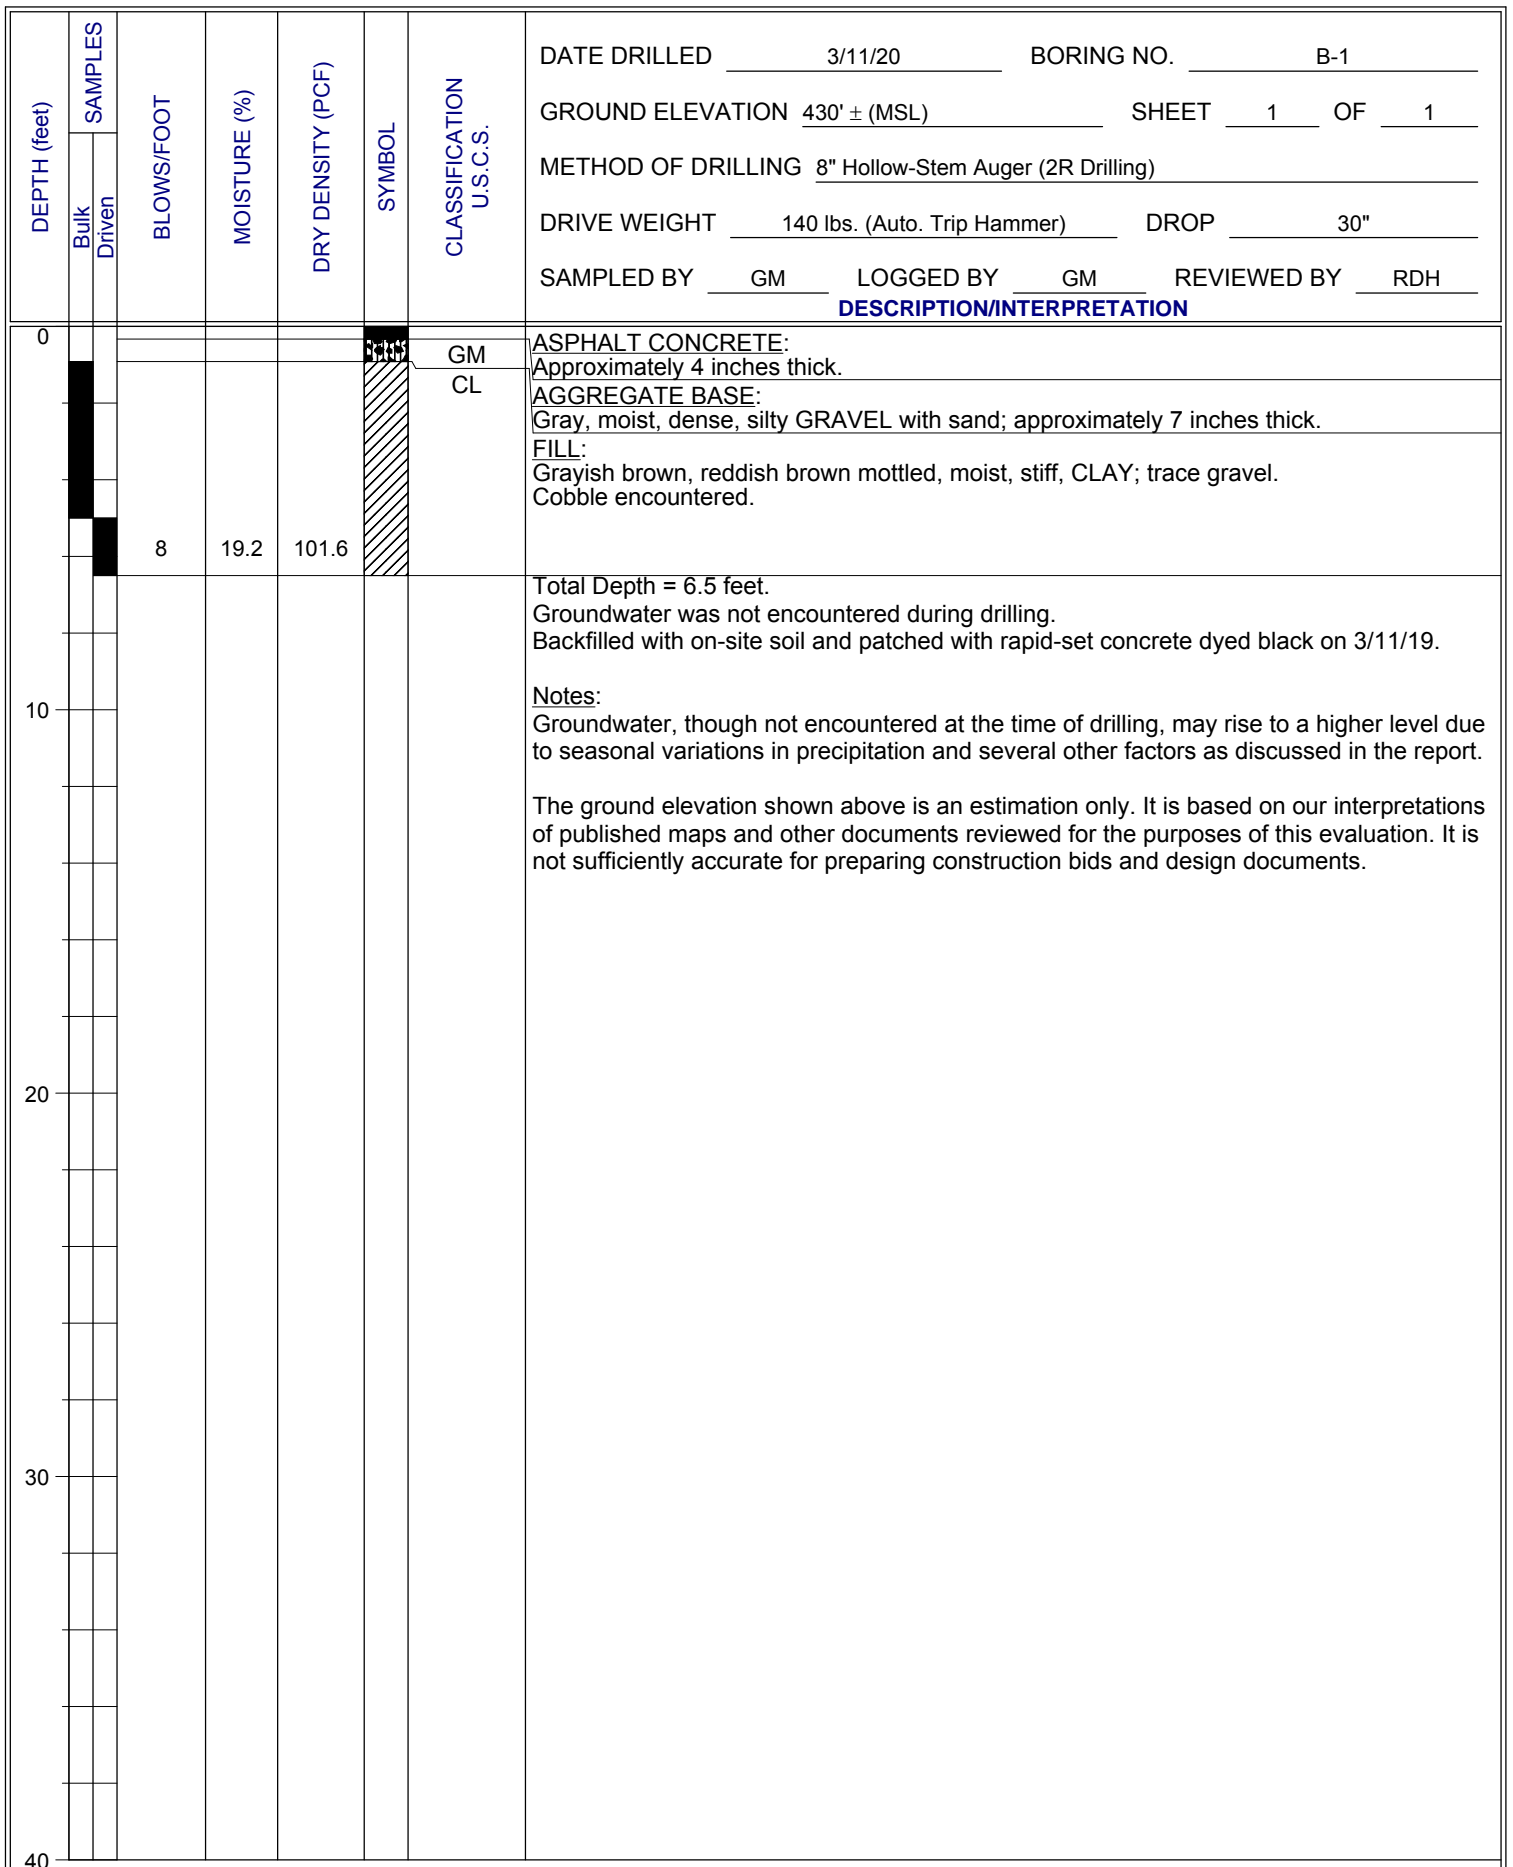 DEPTH (feet)
SAMPLES
Bulk
Driven
BLOWS/FOOT
MOISTURE (%)
DRY DENSITY (PCF)
SYMBOL
CLASSIFICATION
U.S.C.S.
DATE DRILLED 3/11/20 BORING NO. B-1
GROUND ELEVATION 430' ± (MSL) SHEET 1 OF 1
METHOD OF DRILLING 8" Hollow-Stem Auger (2R Drilling)
DRIVE WEIGHT 140 lbs. (Auto. Trip Hammer) DROP 30"
SAMPLED BY GM LOGGED BY GM REVIEWED BY RDH
DESCRIPTION/INTERPRETATION
0
GM
CL
ASPHALT CONCRETE:
Approximately 4 inches thick.
AGGREGATE BASE:
Gray, moist, dense, silty GRAVEL with sand; approximately 7 inches thick.
FILL:
Grayish brown, reddish brown mottled, moist, stiff, CLAY; trace gravel.
Cobble encountered.
8 19.2 101.6
Total Depth = 6.5 feet.
Groundwater was not encountered during drilling.
Backfilled with on-site soil and patched with rapid-set concrete dyed black on 3/11/19.
Notes:
10
Groundwater, though not encountered at the time of drilling, may rise to a higher level due
to seasonal variations in precipitation and several other factors as discussed in the report.
The ground elevation shown above is an estimation only. It is based on our interpretations
of published maps and other documents reviewed for the purposes of this evaluation. It is
not sufficiently accurate for preparing construction bids and design documents.
20
30
40